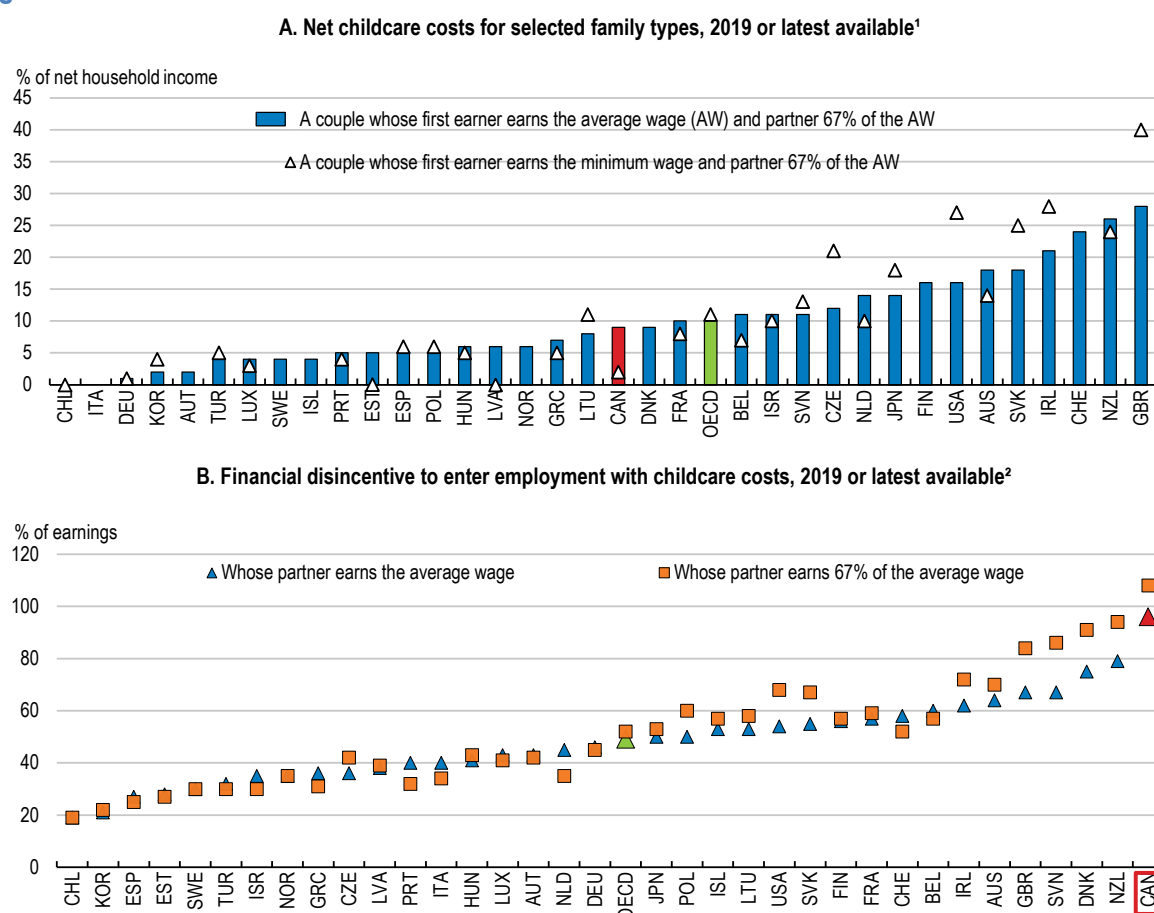 A. Net childcare costs for selected family types, 2019 or latest available¹
% of net household income
45
40
35
30
25
20
15
10
5
0
A couple whose first earner earns the average wage (AW) and partner 67% of the AW
A couple whose first earner earns the minimum wage and partner 67% of the AW
CHL ITA DEU KOR AUT TUR LUX SWE ISL PRT EST ESP POL HUN LVA NOR GRC LTU CAN DNK FRA OECD BEL ISR SVN CZE NLD JPN FIN USA AUS SVK IRL CHE NZL GBR
B. Financial disincentive to enter employment with childcare costs, 2019 or latest available²
% of earnings
120
100
80
60
40
20
0
Whose partner earns the average wage
Whose partner earns 67% of the average wage
CHL KOR ESP EST SWE TUR ISR NOR GRC CZE LVA PRT ITA HUN LUX AUT NLD DEU OECD JPN POL ISL LTU USA SVK FIN FRA CHE BEL IRL AUS GBR SVN DNK NZL CAN